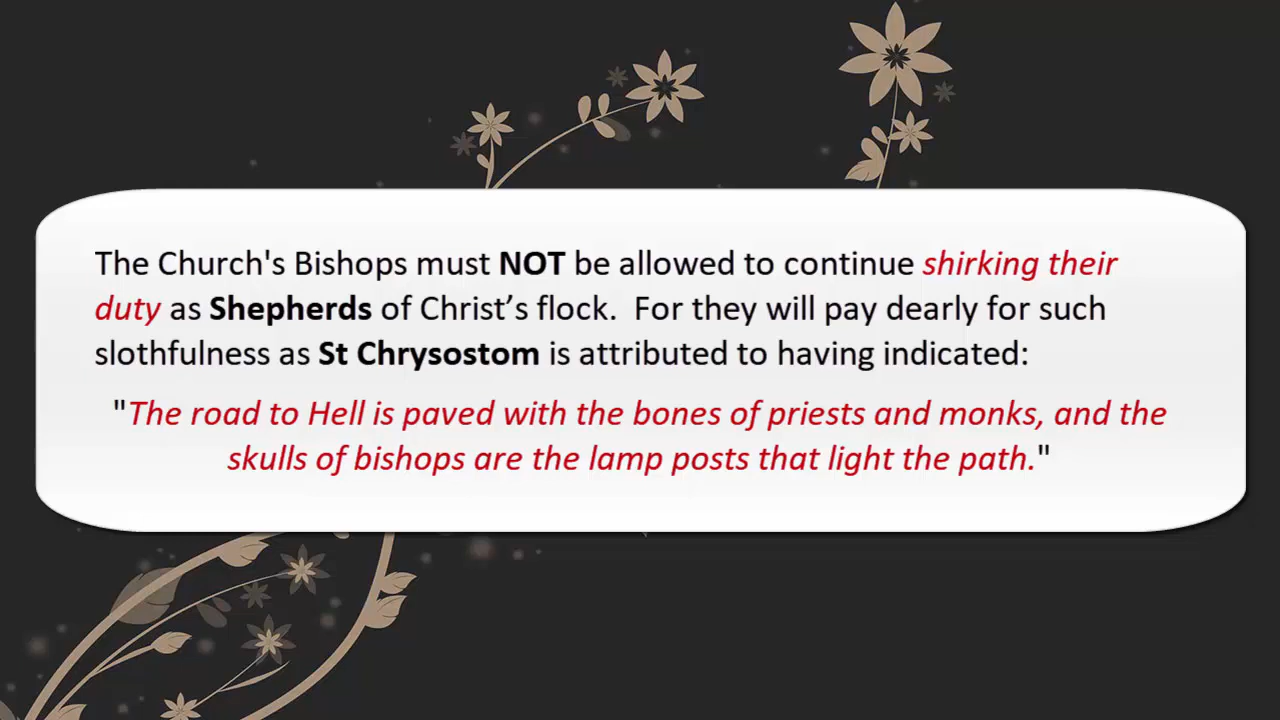 The Church's Bishops must NOT be allowed to continue shirking their
duty as Shepherds of Christ’s flock.  For they will pay dearly for such
slothfulness as St Chrysostom is attributed to having indicated:
"The road to Hell is paved with the bones of priests and monks, and the
skulls of bishops are the lamp posts that light the path."